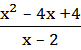 x² − 4x + 4
x − 2